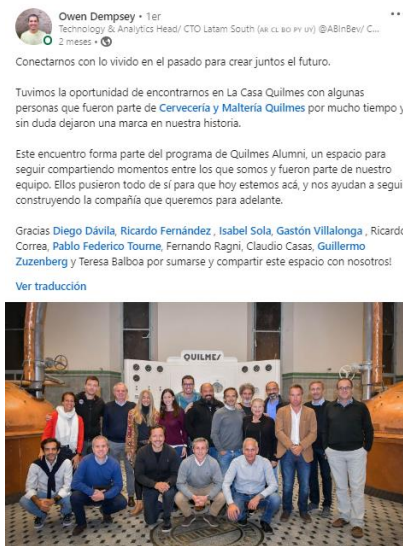 Owen Dempsey • 1er
Technology & Analytics Head/ CTO Latam South (AR CL BO PY UY) @ABinBev/ C...
2 meses •
Conectarnos con lo vivido en el pasado para crear juntos el futuro.
Tuvimos la oportunidad de encontrarnos en La Casa Quilmes con algunas
personas que fueron parte de Cervecería y Maltería Quilmes por mucho tiempo y
sin duda dejaron una marca en nuestra historia.
Este encuentro forma parte del programa de Quilmes Alumni, un espacio para
seguir compartiendo momentos entre los que somos y fueron parte de nuestro
equipo. Ellos pusieron todo de sí para que hoy estemos acá, y nos ayudan a segui
construyendo la compañía que queremos para adelante.
Gracias Diego Dávila, Ricardo Fernández , Isabel Sola, Gastón Villalonga , Ricardo
Correa, Pablo Federico Tourne, Fernando Ragni, Claudio Casas, Guillermo
Zuzenberg y Teresa Balboa por sumarse y compartir este espacio con nosotros!
Ver traducción
QUILMES